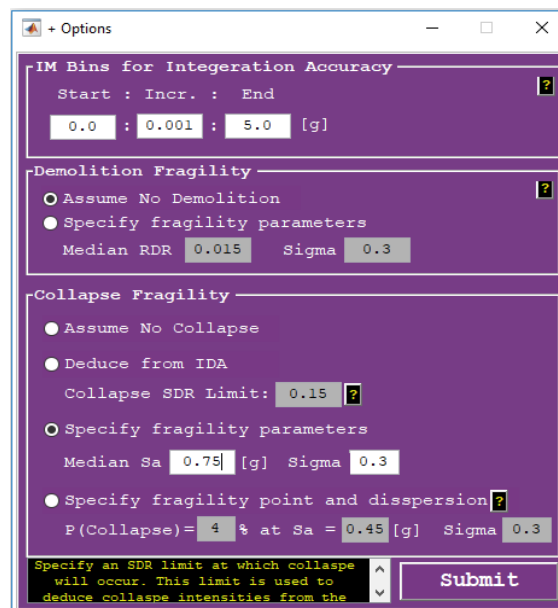 + Options
IM Bins for Integeration Accuracy
?
Start : Incr. : End
0.0 : 0.001 : 5.0 [g]
Demolition Fragility
?
Assume No Demolition
Specify fragility parameters
Median RDR 0.015 Sigma 0.3
Collapse Fragility
Assume No Collapse
Deduce from IDA
Collapse SDR Limit: 0.15 ?
Specify fragility parameters
Median Sa 0.75 [g] Sigma 0.3
Specify fragility point and disspersion ?
P(Collapse)= 4 % at Sa = 0.45 [g] Sigma 0.3
Specify an SDR limit at which collaspe
will occur. This limit is used to
deduce collaspe intensities from the
Submit